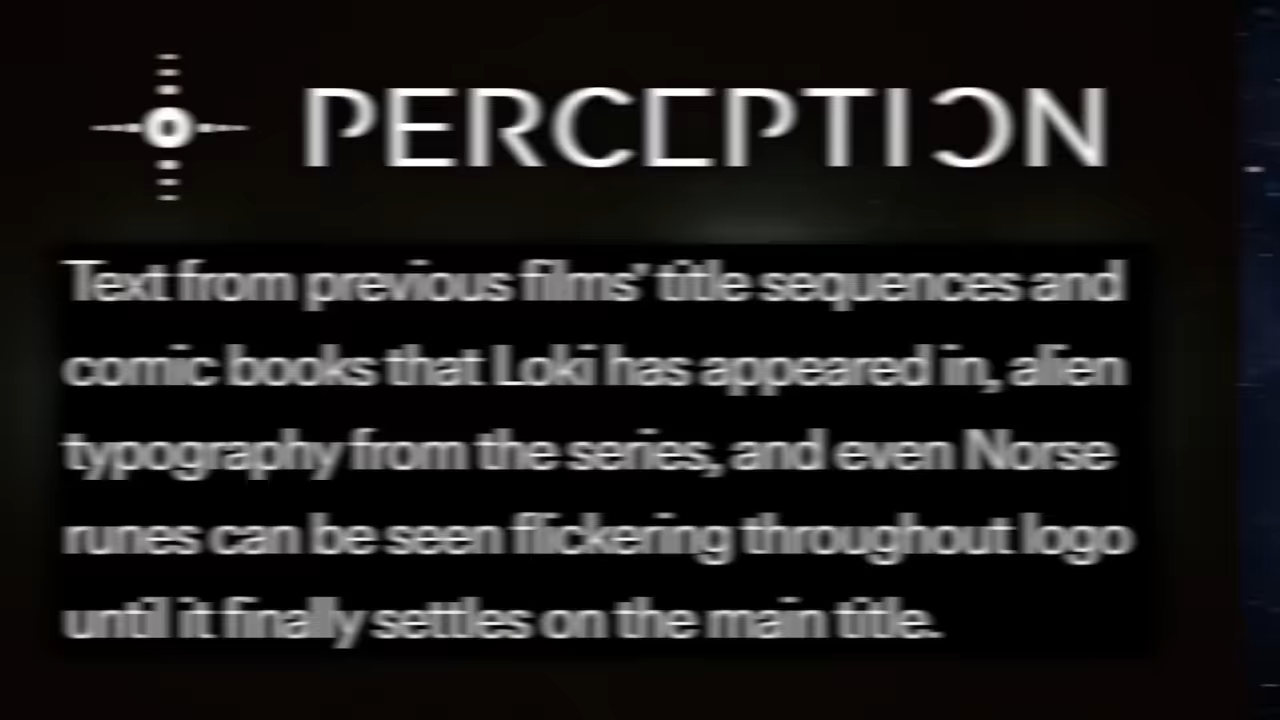 PERCEPTION
Text from previous films' title sequences and
comic books that Loki has appeared in, alien
typography from the series, and even Norse
runes can be seen flickering throughout logo
until it finally settles on the main title.